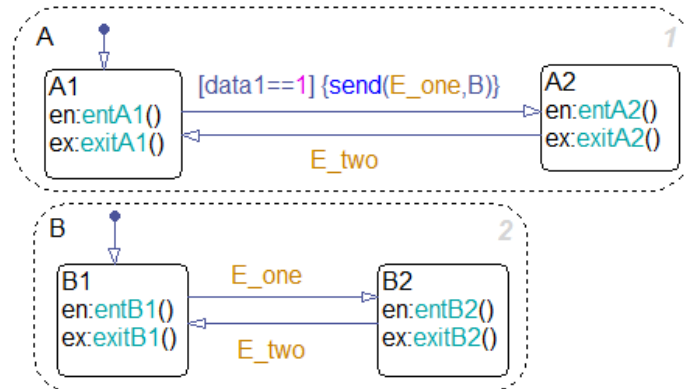 A
1
A1
en:entA1()
ex:exitA1()
[data1==1] {send(E_one,B)}
E_two
A2
en:entA2()
ex:exitA2()
B
2
B1
en:entB1()
ex:exitB1()
E_one
E_two
B2
en:entB2()
ex:exitB2()